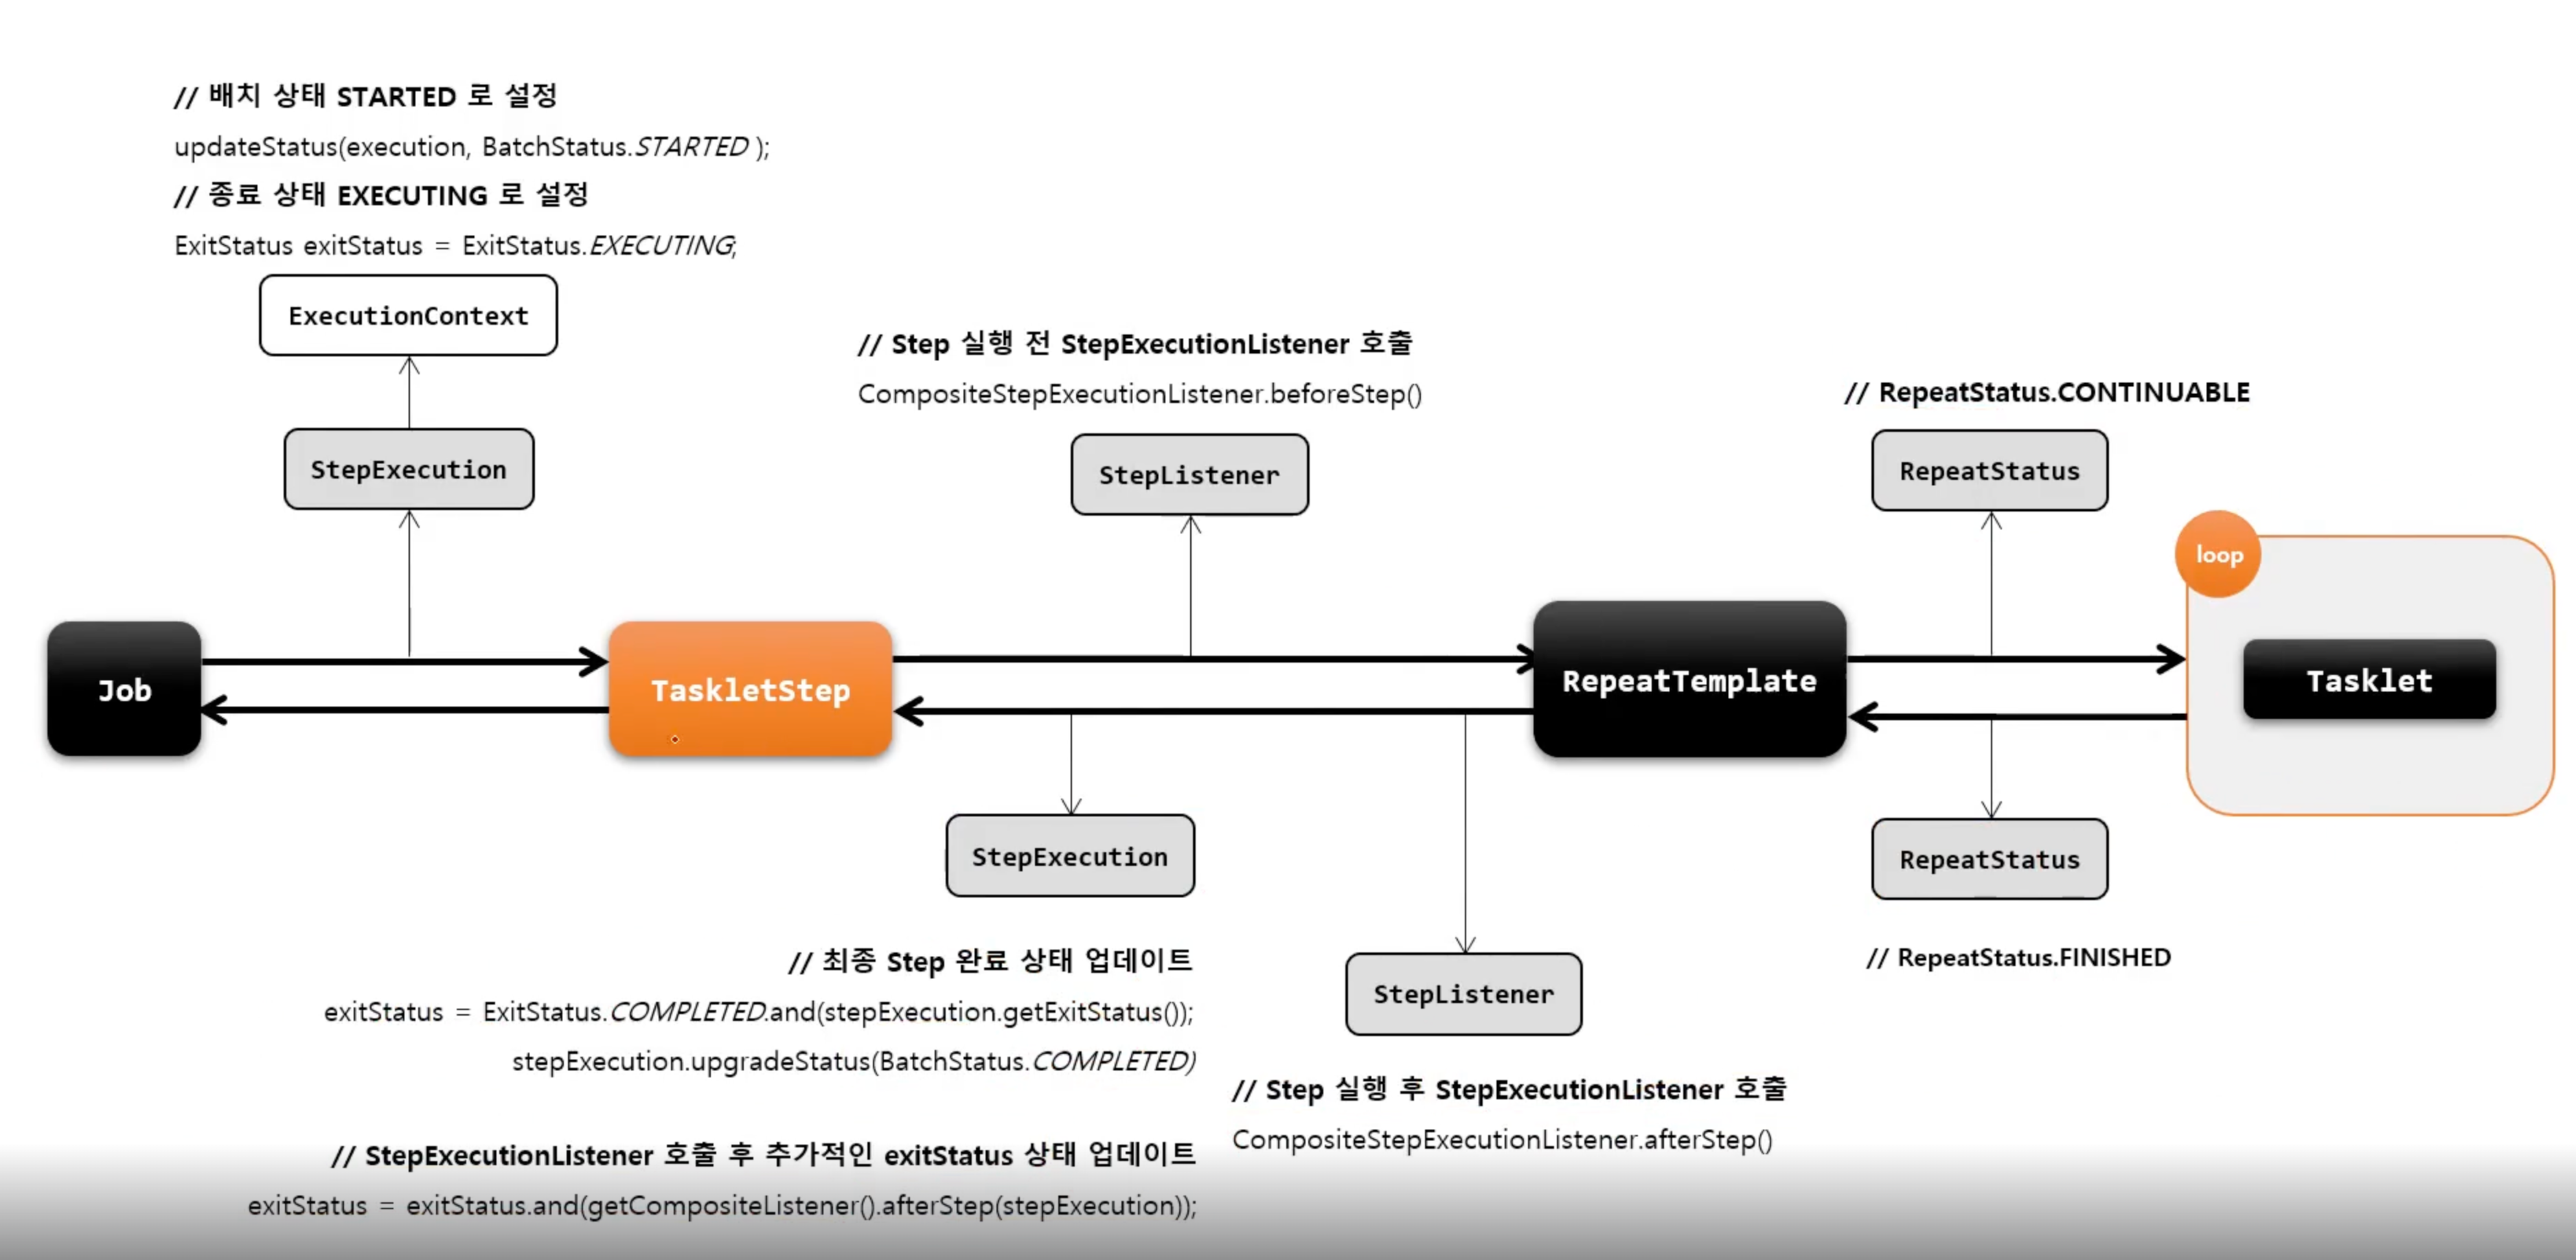 // 배치 상태 STARTED 로 설정
updateStatus(execution, BatchStatus.STARTED );
// 종료 상태 EXECUTING 로 설정
ExitStatus exitStatus = ExitStatus.EXECUTING;
ExecutionContext
StepExecution
// Step 실행 전 StepExecutionListener 호출
CompositeStepExecutionListener.beforeStep()
StepListener
// RepeatStatus.CONTINUABLE
RepeatStatus
loop
Job
TaskletStep
RepeatTemplate
Tasklet
StepExecution
// 최종 Step 완료 상태 업데이트
exitStatus = ExitStatus.COMPLETED.and(stepExecution.getExitStatus());
stepExecution.upgradeStatus(BatchStatus.COMPLETED)
// StepExecutionListener 호출 후 추가적인 exitStatus 상태 업데이트
exitStatus = exitStatus.and(getCompositeListener().afterStep(stepExecution));
StepListener
// Step 실행 후 StepExecutionListener 호출
CompositeStepExecutionListener.afterStep()
RepeatStatus
// RepeatStatus.FINISHED